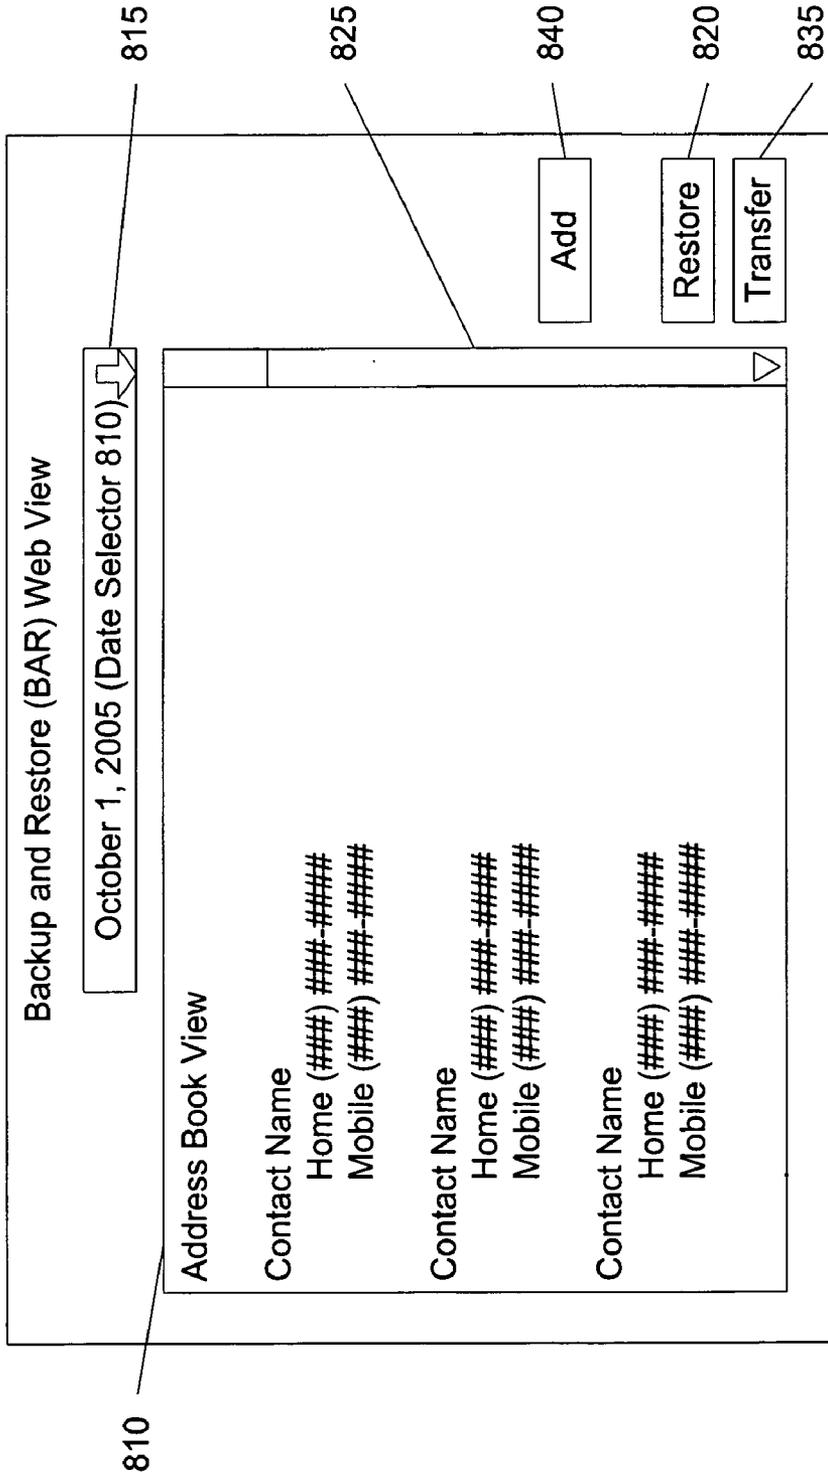 Backup and Restore (BAR) Web View
October 1, 2005 (Date Selector 810)
815
810
Address Book View
825
Contact Name
Home (###) ###-####
Mobile (###) ###-####
Contact Name
Home (###) ###-####
Mobile (###) ###-####
Add
840
Contact Name
Home (###) ###-####
Mobile (###) ###-####
Restore
820
Transfer
835